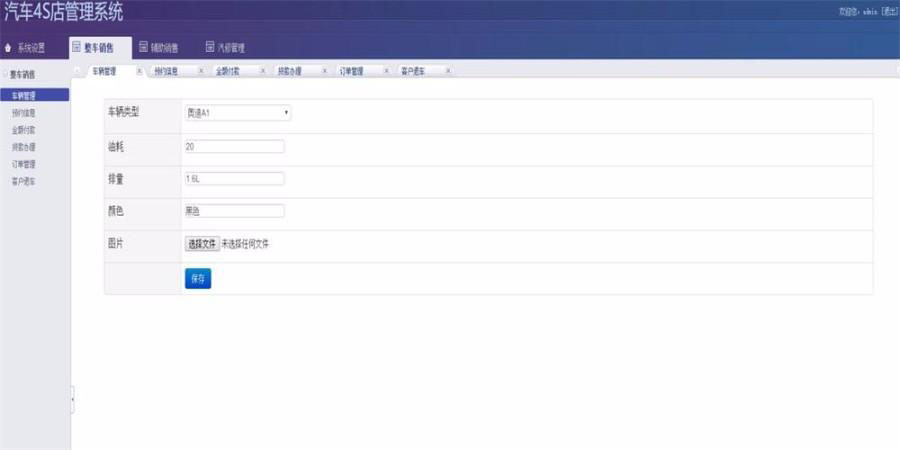 汽车4S店管理系统
欢迎您: admin [退出]
系统设置 整车销售 辅助销售 汽修管理
整车销售
车辆管理 预约信息 全额付款 贷款办理 订单管理 客户退车
车辆管理
预约信息
全额付款
贷款办理
订单管理
客户退车
车辆类型 奥迪A1
油耗 20
排量 1.6L
颜色 黑色
图片 选择文件 未选择任何文件
保存